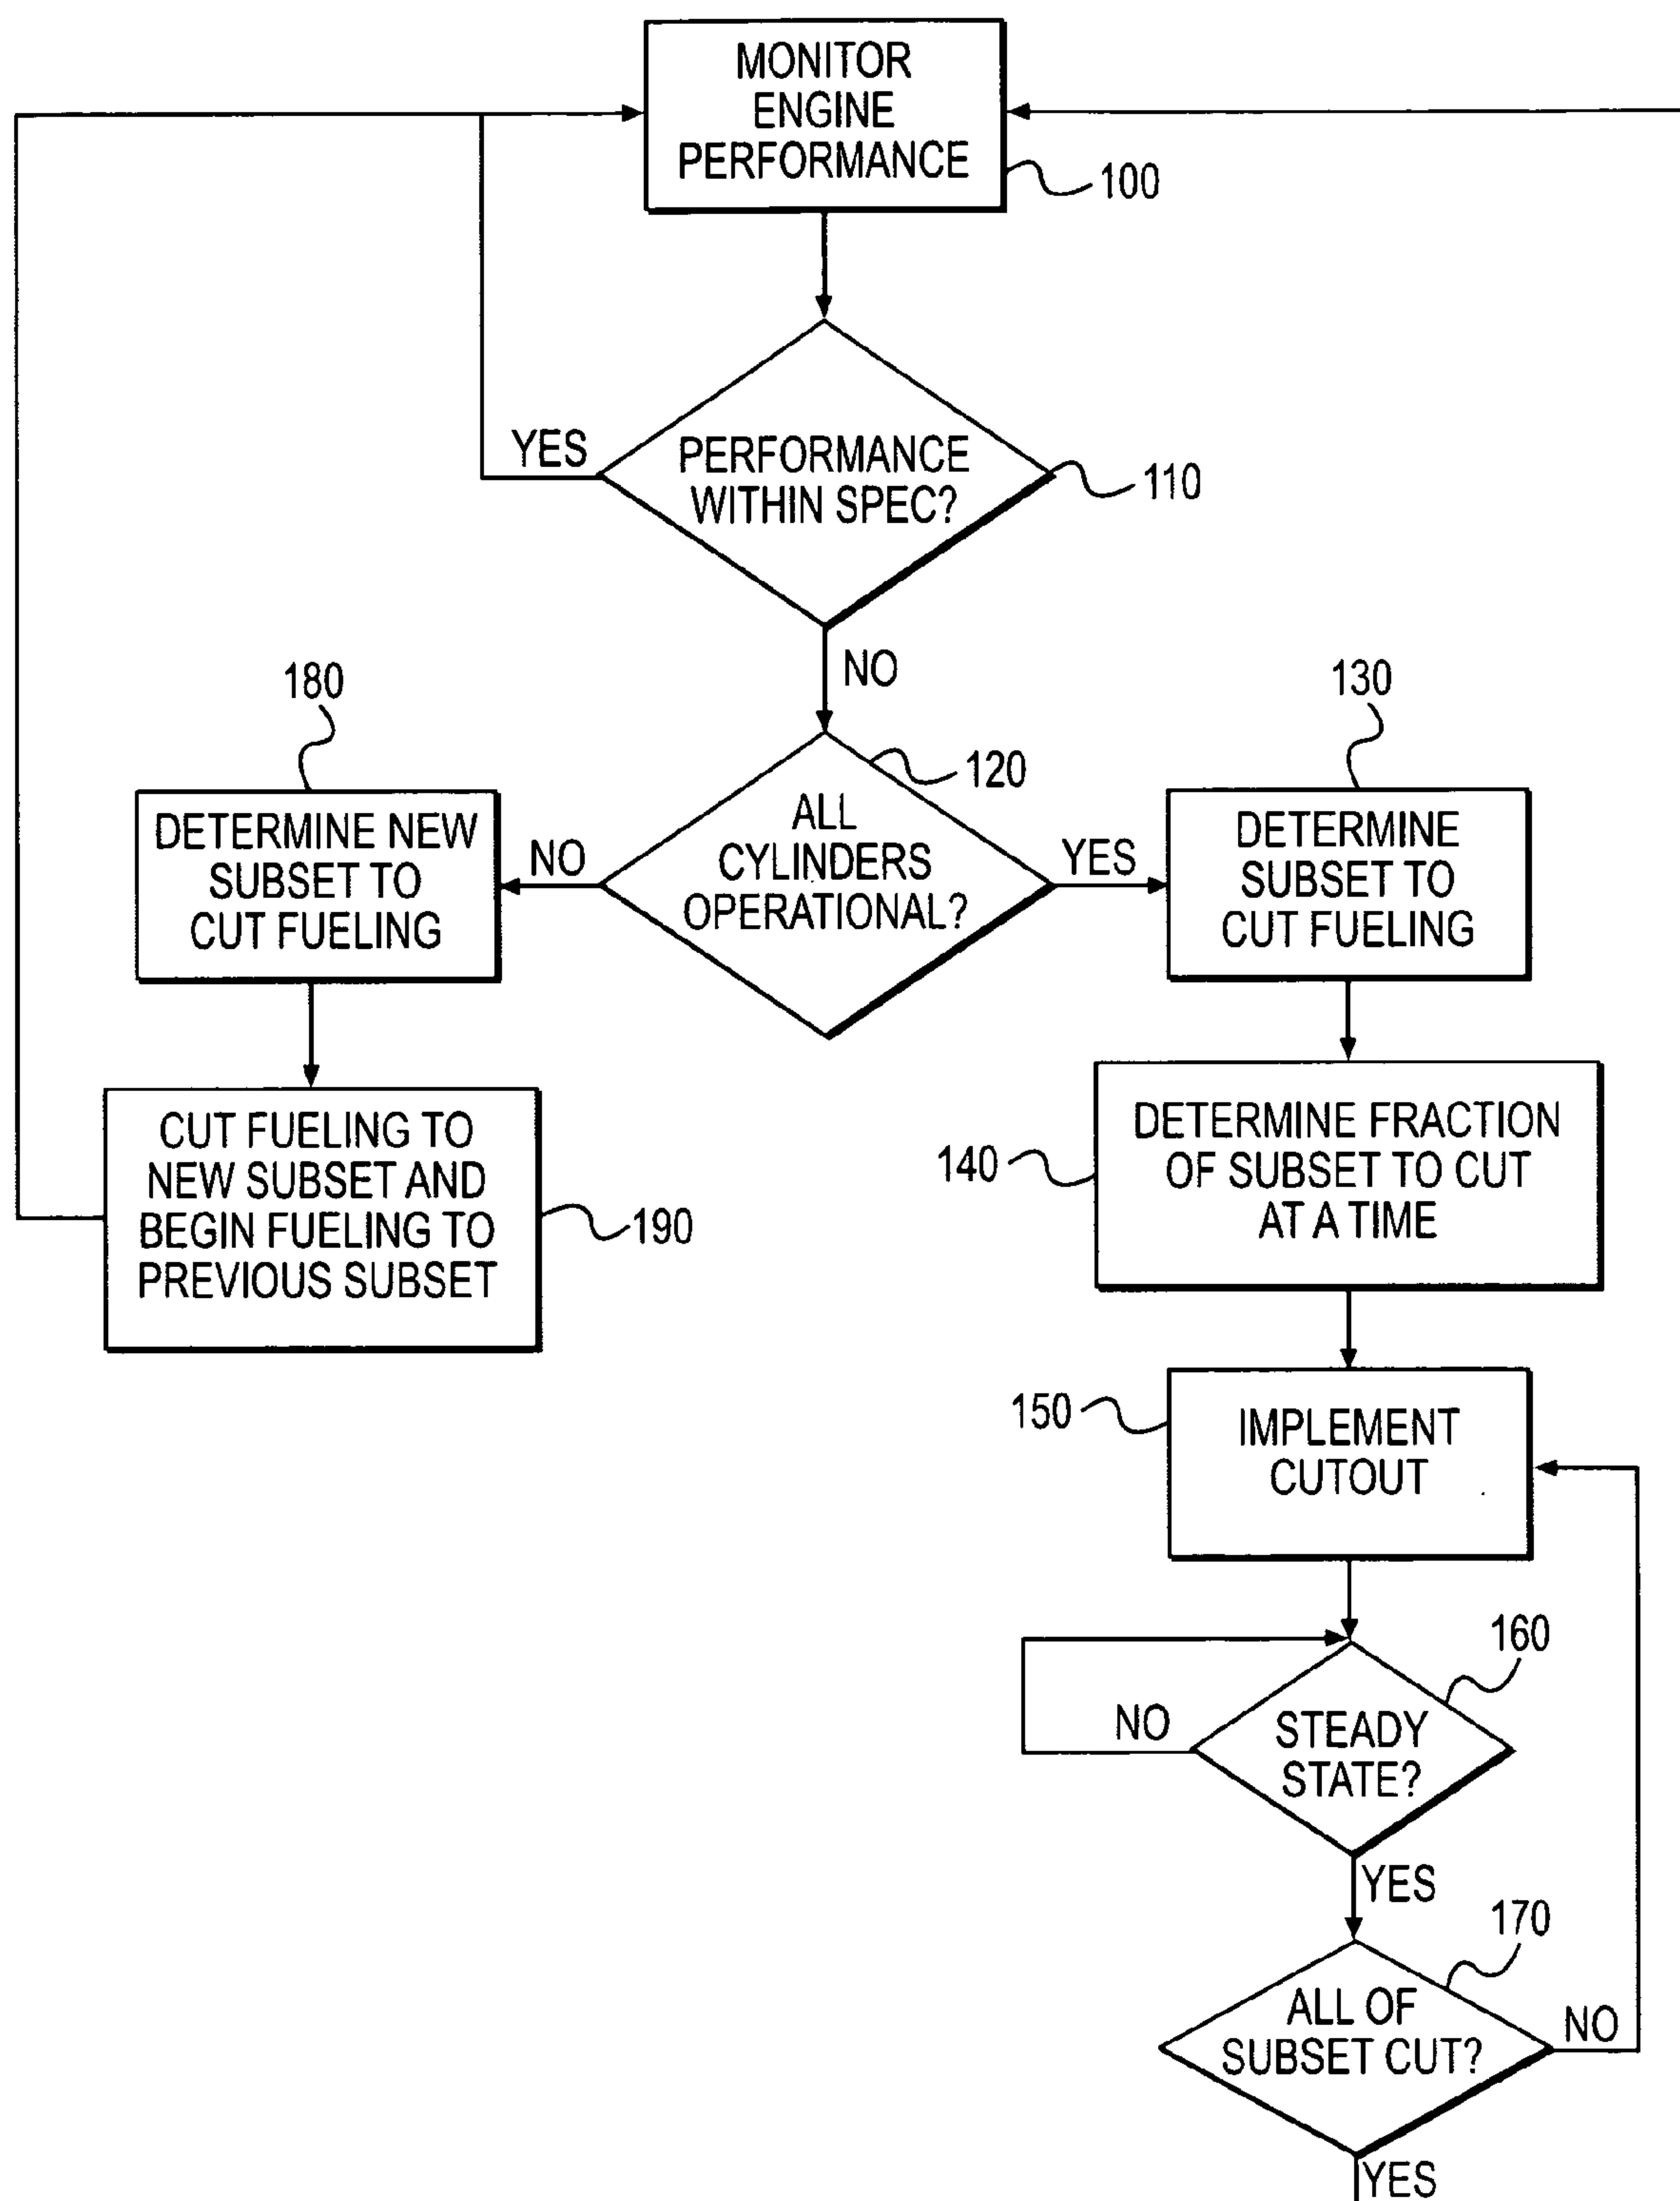 MONITOR
ENGINE
PERFORMANCE
100
YES
PERFORMANCE
WITHIN SPEC?
110
NO
180
130
120
DETERMINE NEW
SUBSET TO
CUT FUELING
NO
ALL
CYLINDERS
OPERATIONAL?
YES
DETERMINE
SUBSET TO
CUT FUELING
CUT FUELING TO
NEW SUBSET AND
BEGIN FUELING TO
PREVIOUS SUBSET
190
140
DETERMINE FRACTION
OF SUBSET TO CUT
AT A TIME
150
IMPLEMENT
CUTOUT
160
NO
STEADY
STATE?
YES
170
ALL OF
SUBSET CUT?
NO
YES